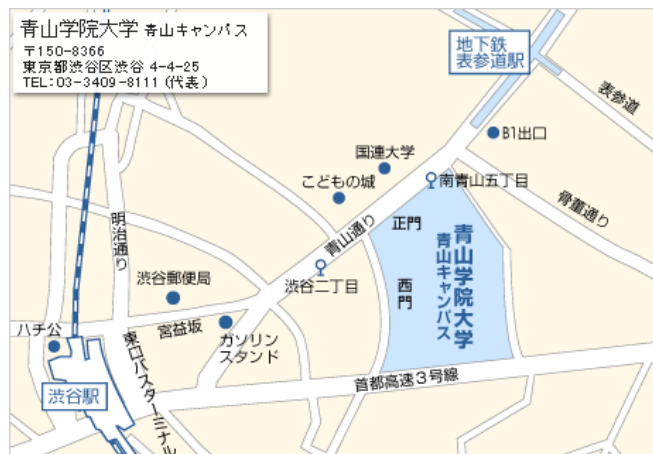 青山学院大学 青山キャンパス
〒150-8366
東京都渋谷区渋谷 4-4-25
TEL:03-3409-8111 (代表)
地下鉄
表参道駅
表参道
B1出口
国連大学
こどもの城
南青山五丁目
骨董通り
明治通り
青山通り
正門
青山学院大学
青山キャンパス
西門
渋谷二丁目
渋谷郵便局
宮益坂
ガソリン
スタンド
ハチ公
東口バスターミナル
首都高速3号線
渋谷駅